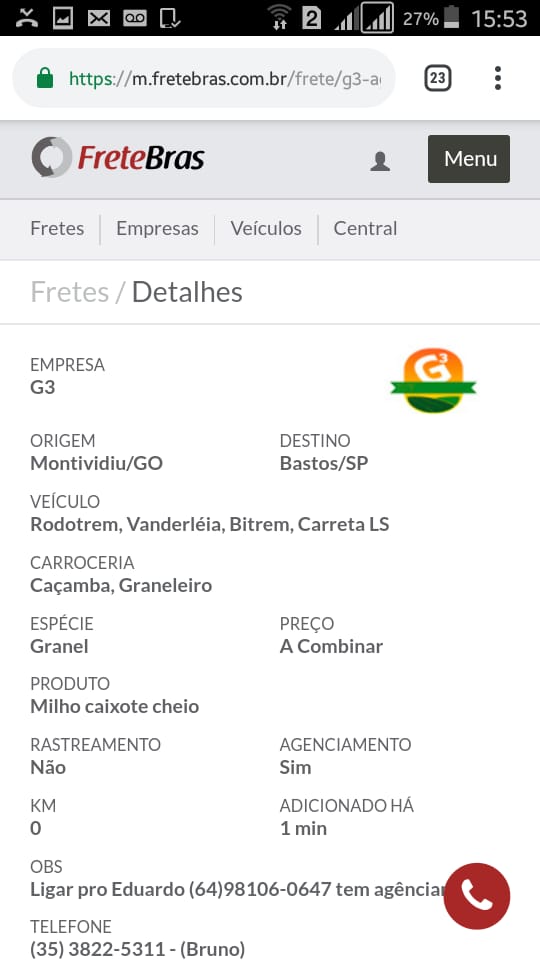 2
27%
15:53
https://m.fretebras.com.br/frete/g3-a
23
FreteBras
Menu
Fretes
Empresas
Veículos
Central
Fretes / Detalhes
EMPRESA
G3
G3
ORIGEM
DESTINO
Montividiu/GO
Bastos/SP
VEÍCULO
Rodotrem, Vanderléia, Bitrem, Carreta LS
CARROCERIA
Caçamba, Graneleiro
ESPÉCIE
PREÇO
Granel
A Combinar
PRODUTO
Milho caixote cheio
RASTREAMENTO
AGENCIAMENTO
Não
Sim
KM
ADICIONADO HÁ
0
1 min
OBS
Ligar pro Eduardo (64)98106-0647 tem agência
TELEFONE
(35) 3822-5311 - (Bruno)